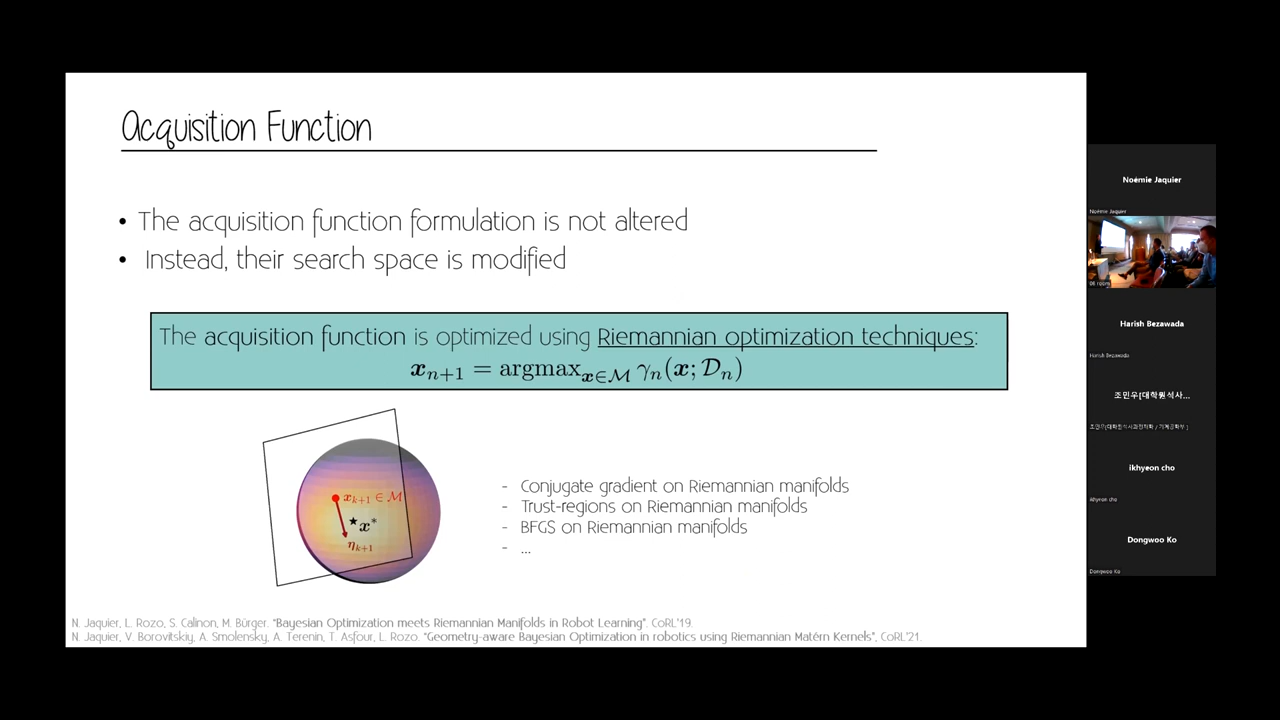 Acquisition Function
• The acquisition function formulation is not altered
• Instead, their search space is modified
The acquisition function is optimized using Riemannian optimization techniques:
x_{n+1} = argmax_{x∈M} γ_n(x; D_n)
x_{k+1} ∈ M
★x*
η_{k+1}
- Conjugate gradient on Riemannian manifolds
- Trust-regions on Riemannian manifolds
- BFGS on Riemannian manifolds
- ...
N. Jaquier, L. Rozo, S. Calinon, M. Bürger. "Bayesian Optimization meets Riemannian Manifolds in Robot Learning". CoRL'19.
N. Jaquier, V. Borovitskiy, A. Smolensky, A. Terenin, T. Asfour, L. Rozo. "Geometry-aware Bayesian Optimization in robotics using Riemannian Matérn Kernels", CoRL'21.
Noémie Jaquier
Noémie Jaquier
room
Harish Bezawada
Harish Bezawada
조민우[대학원석사...
조민우[대학원석사과정재학 / 기계공학부 ]
ikhyeon cho
ikhyeon cho
Dongwoo Ko
Dongwoo Ko